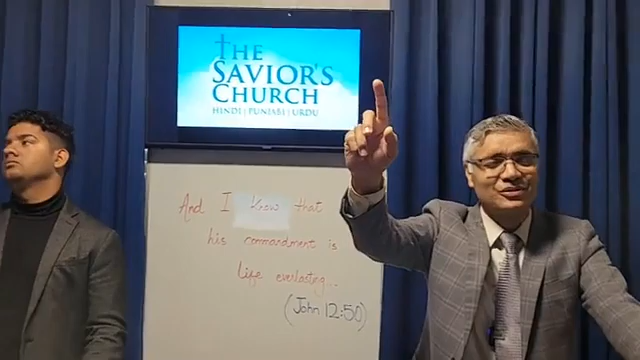 THE
SAVIOR'S
CHURCH
HINDI | PUNJABI | URDU
And I know that
his commandment is
life everlasting...
(John 12:50)